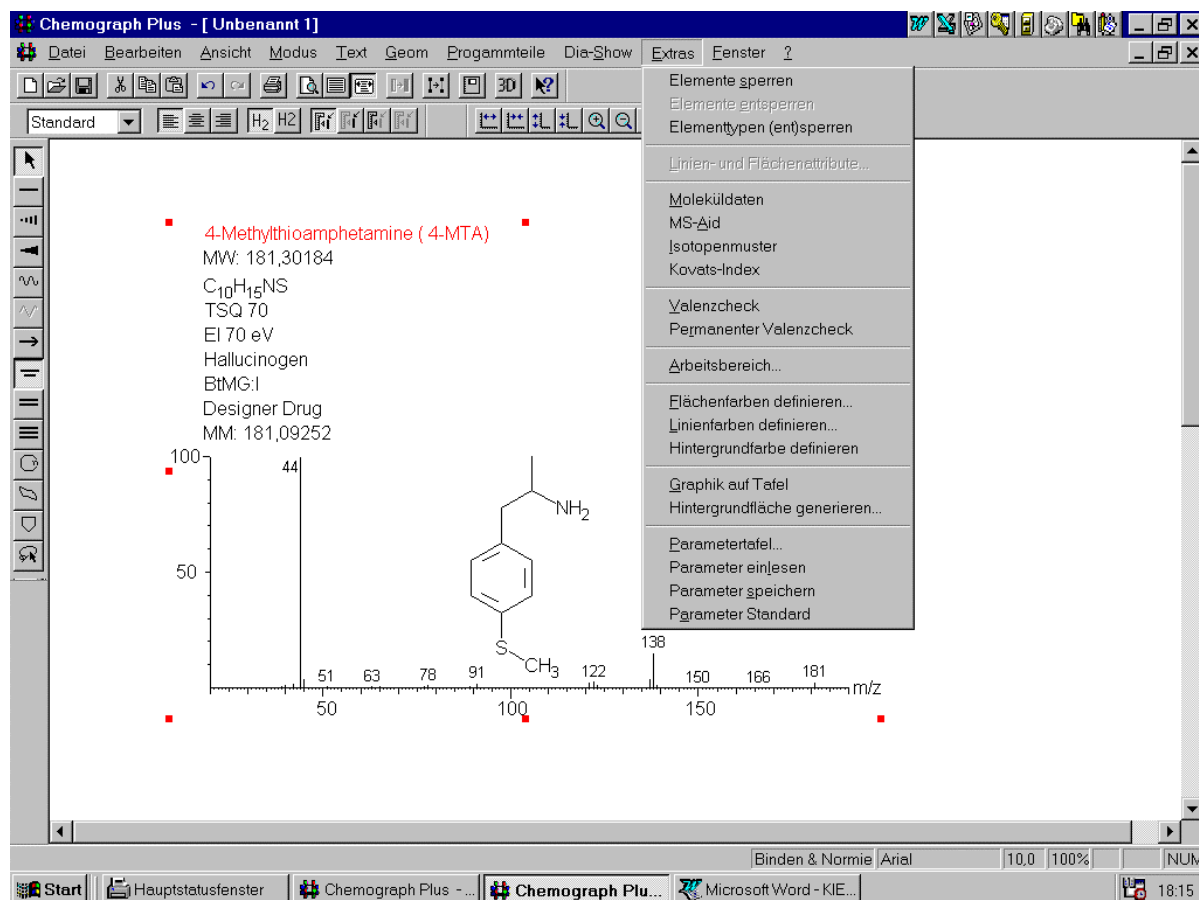 Chemograph Plus - [ Unbenannt 1]
Datei Bearbeiten Ansicht Modus Text Geom Progammteile Dia-Show Extras Fenster ?
3D
Standard
H2 H2
Elemente sperren
Elemente entsperren
Elementtypen (ent)sperren
Linien- und Flächenattribute...
Moleküldaten
MS-Aid
Isotopenmuster
Kovats-Index
Valenzcheck
Permanenter Valenzcheck
Arbeitsbereich...
Flächenfarben definieren...
Linienfarben definieren...
Hintergrundfarbe definieren
Graphik auf Tafel
Hintergrundfläche generieren...
Parametertafel...
Parameter einlesen
Parameter speichern
Parameter Standard
4-Methylthioamphetamine ( 4-MTA)
MW: 181,30184
C10H15NS
TSQ 70
EI 70 eV
Hallucinogen
BtMG:I
Designer Drug
MM: 181,09252
100
44
NH2
50
S
CH3
138
51 63 78 91 122 150 166 181
m/z
50 100 150
Binden & Normie Arial 10,0 100% NUM
Start Hauptstatusfenster Chemograph Plus - ... Chemograph Plu... Microsoft Word - KIE... 18:15